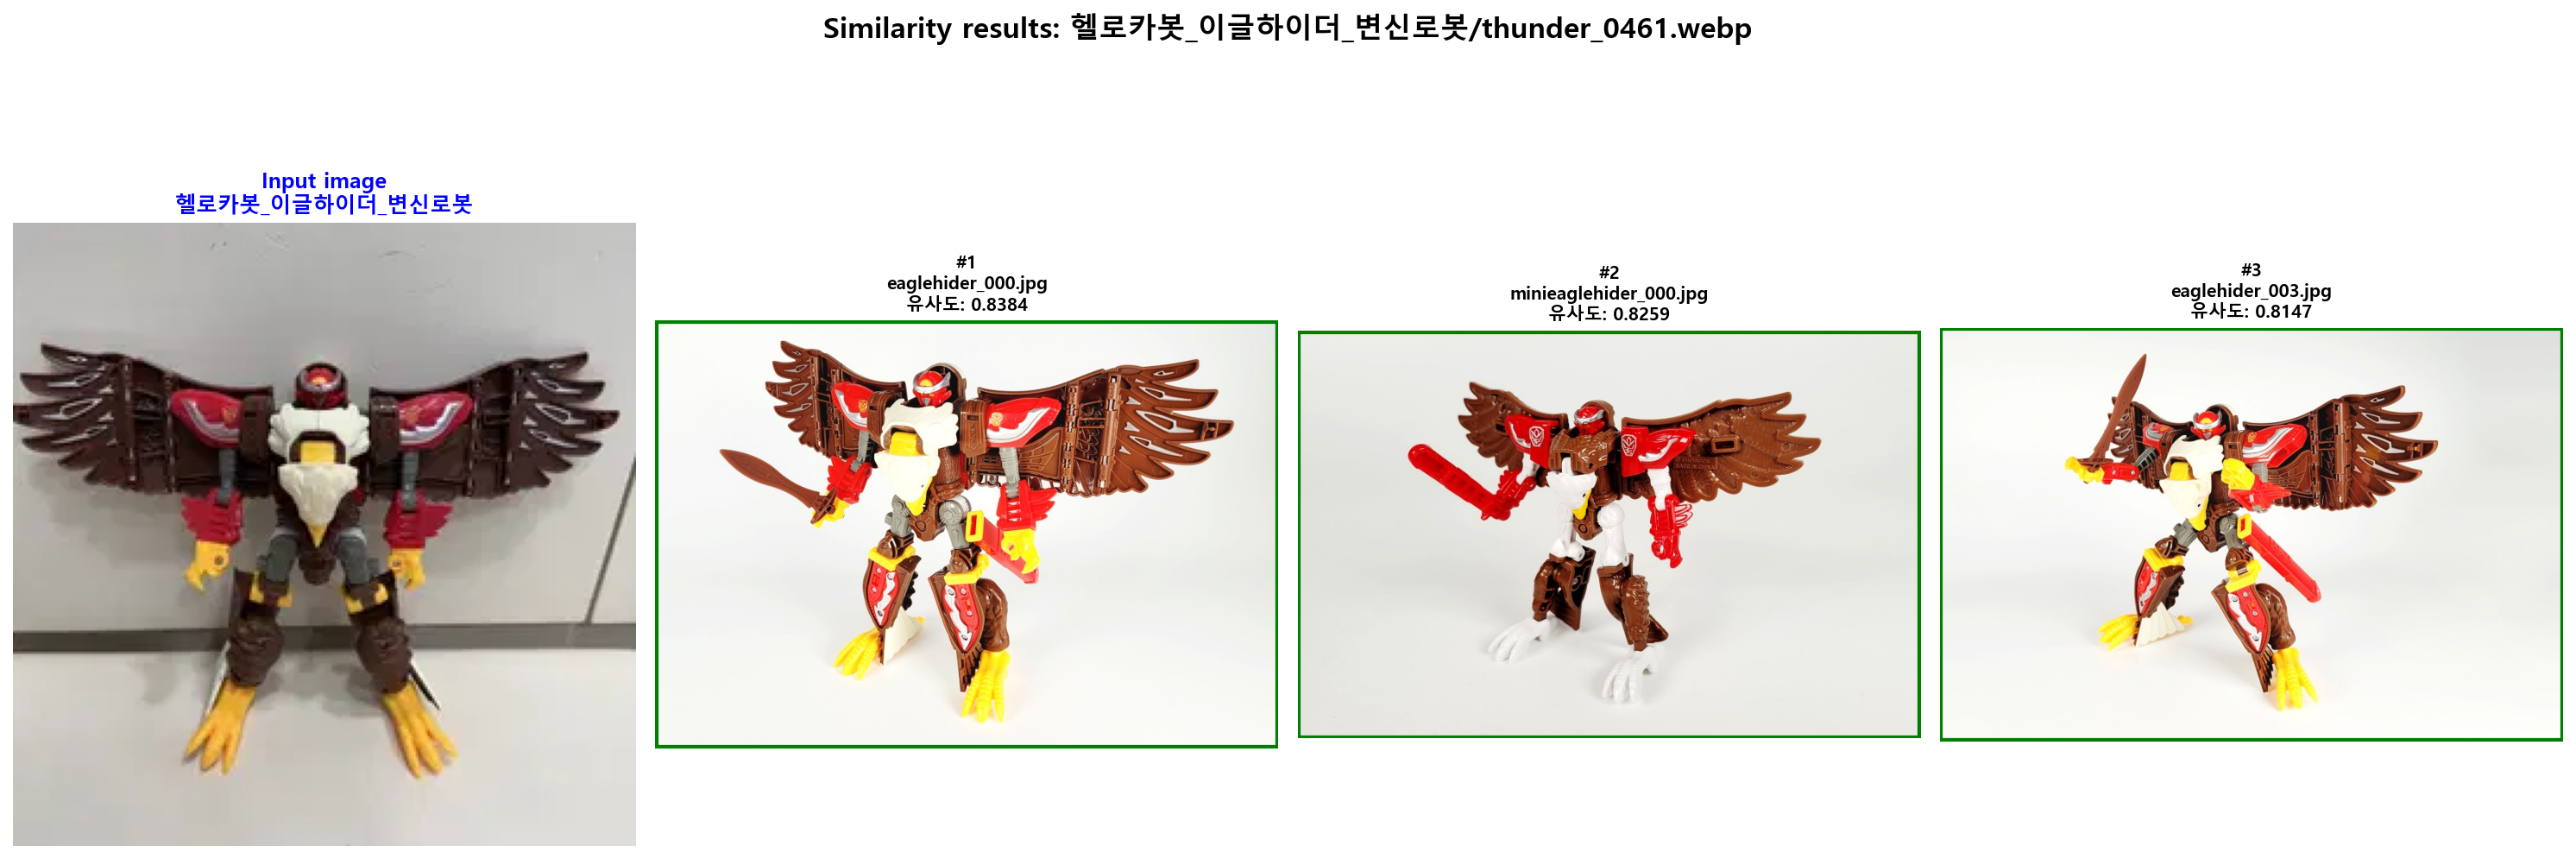 Similarity results: 헬로카봇_이글하이더_변신로봇/thunder_0461.webp
Input image
헬로카봇_이글하이더_변신로봇
#1
eaglehider_000.jpg
유사도: 0.8384
#2
minieaglehider_000.jpg
유사도: 0.8259
#3
eaglehider_003.jpg
유사도: 0.8147